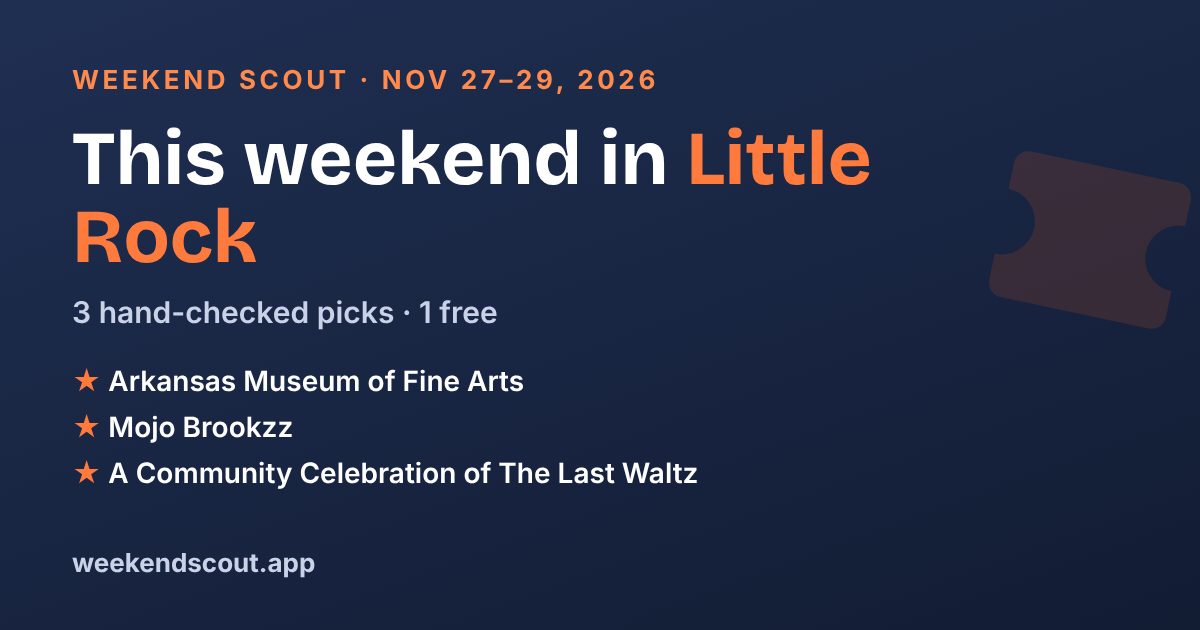 WEEKEND SCOUT · NOV 27–29, 2026
This weekend in Little
Rock
3 hand-checked picks · 1 free
★ Arkansas Museum of Fine Arts
★ Mojo Brookzz
★ A Community Celebration of The Last Waltz
weekendscout.app